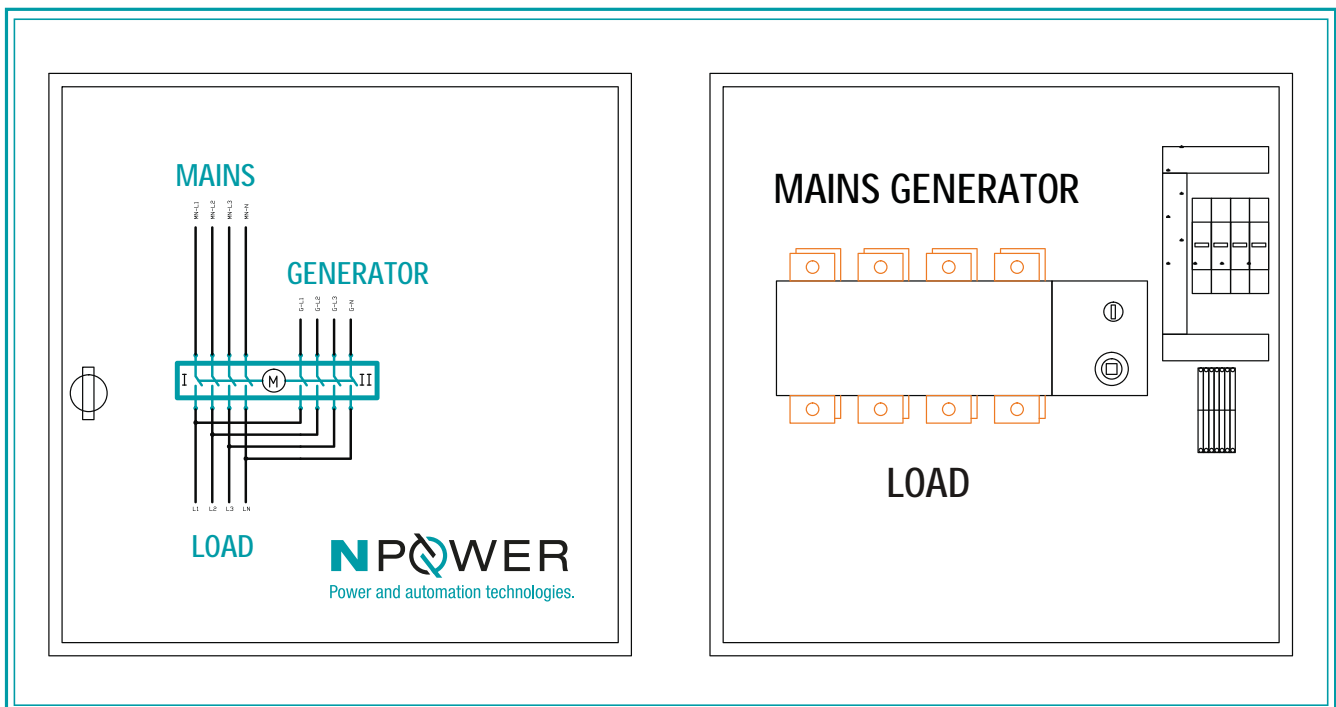 MAINS
MN-L1 MN-L2 MN-L3 MN-N
GENERATOR
G-L1 G-L2 G-L3 G-N
I M II
L1 L2 L3 LN
LOAD
NPOWER
Power and automation technologies.
MAINS GENERATOR
LOAD